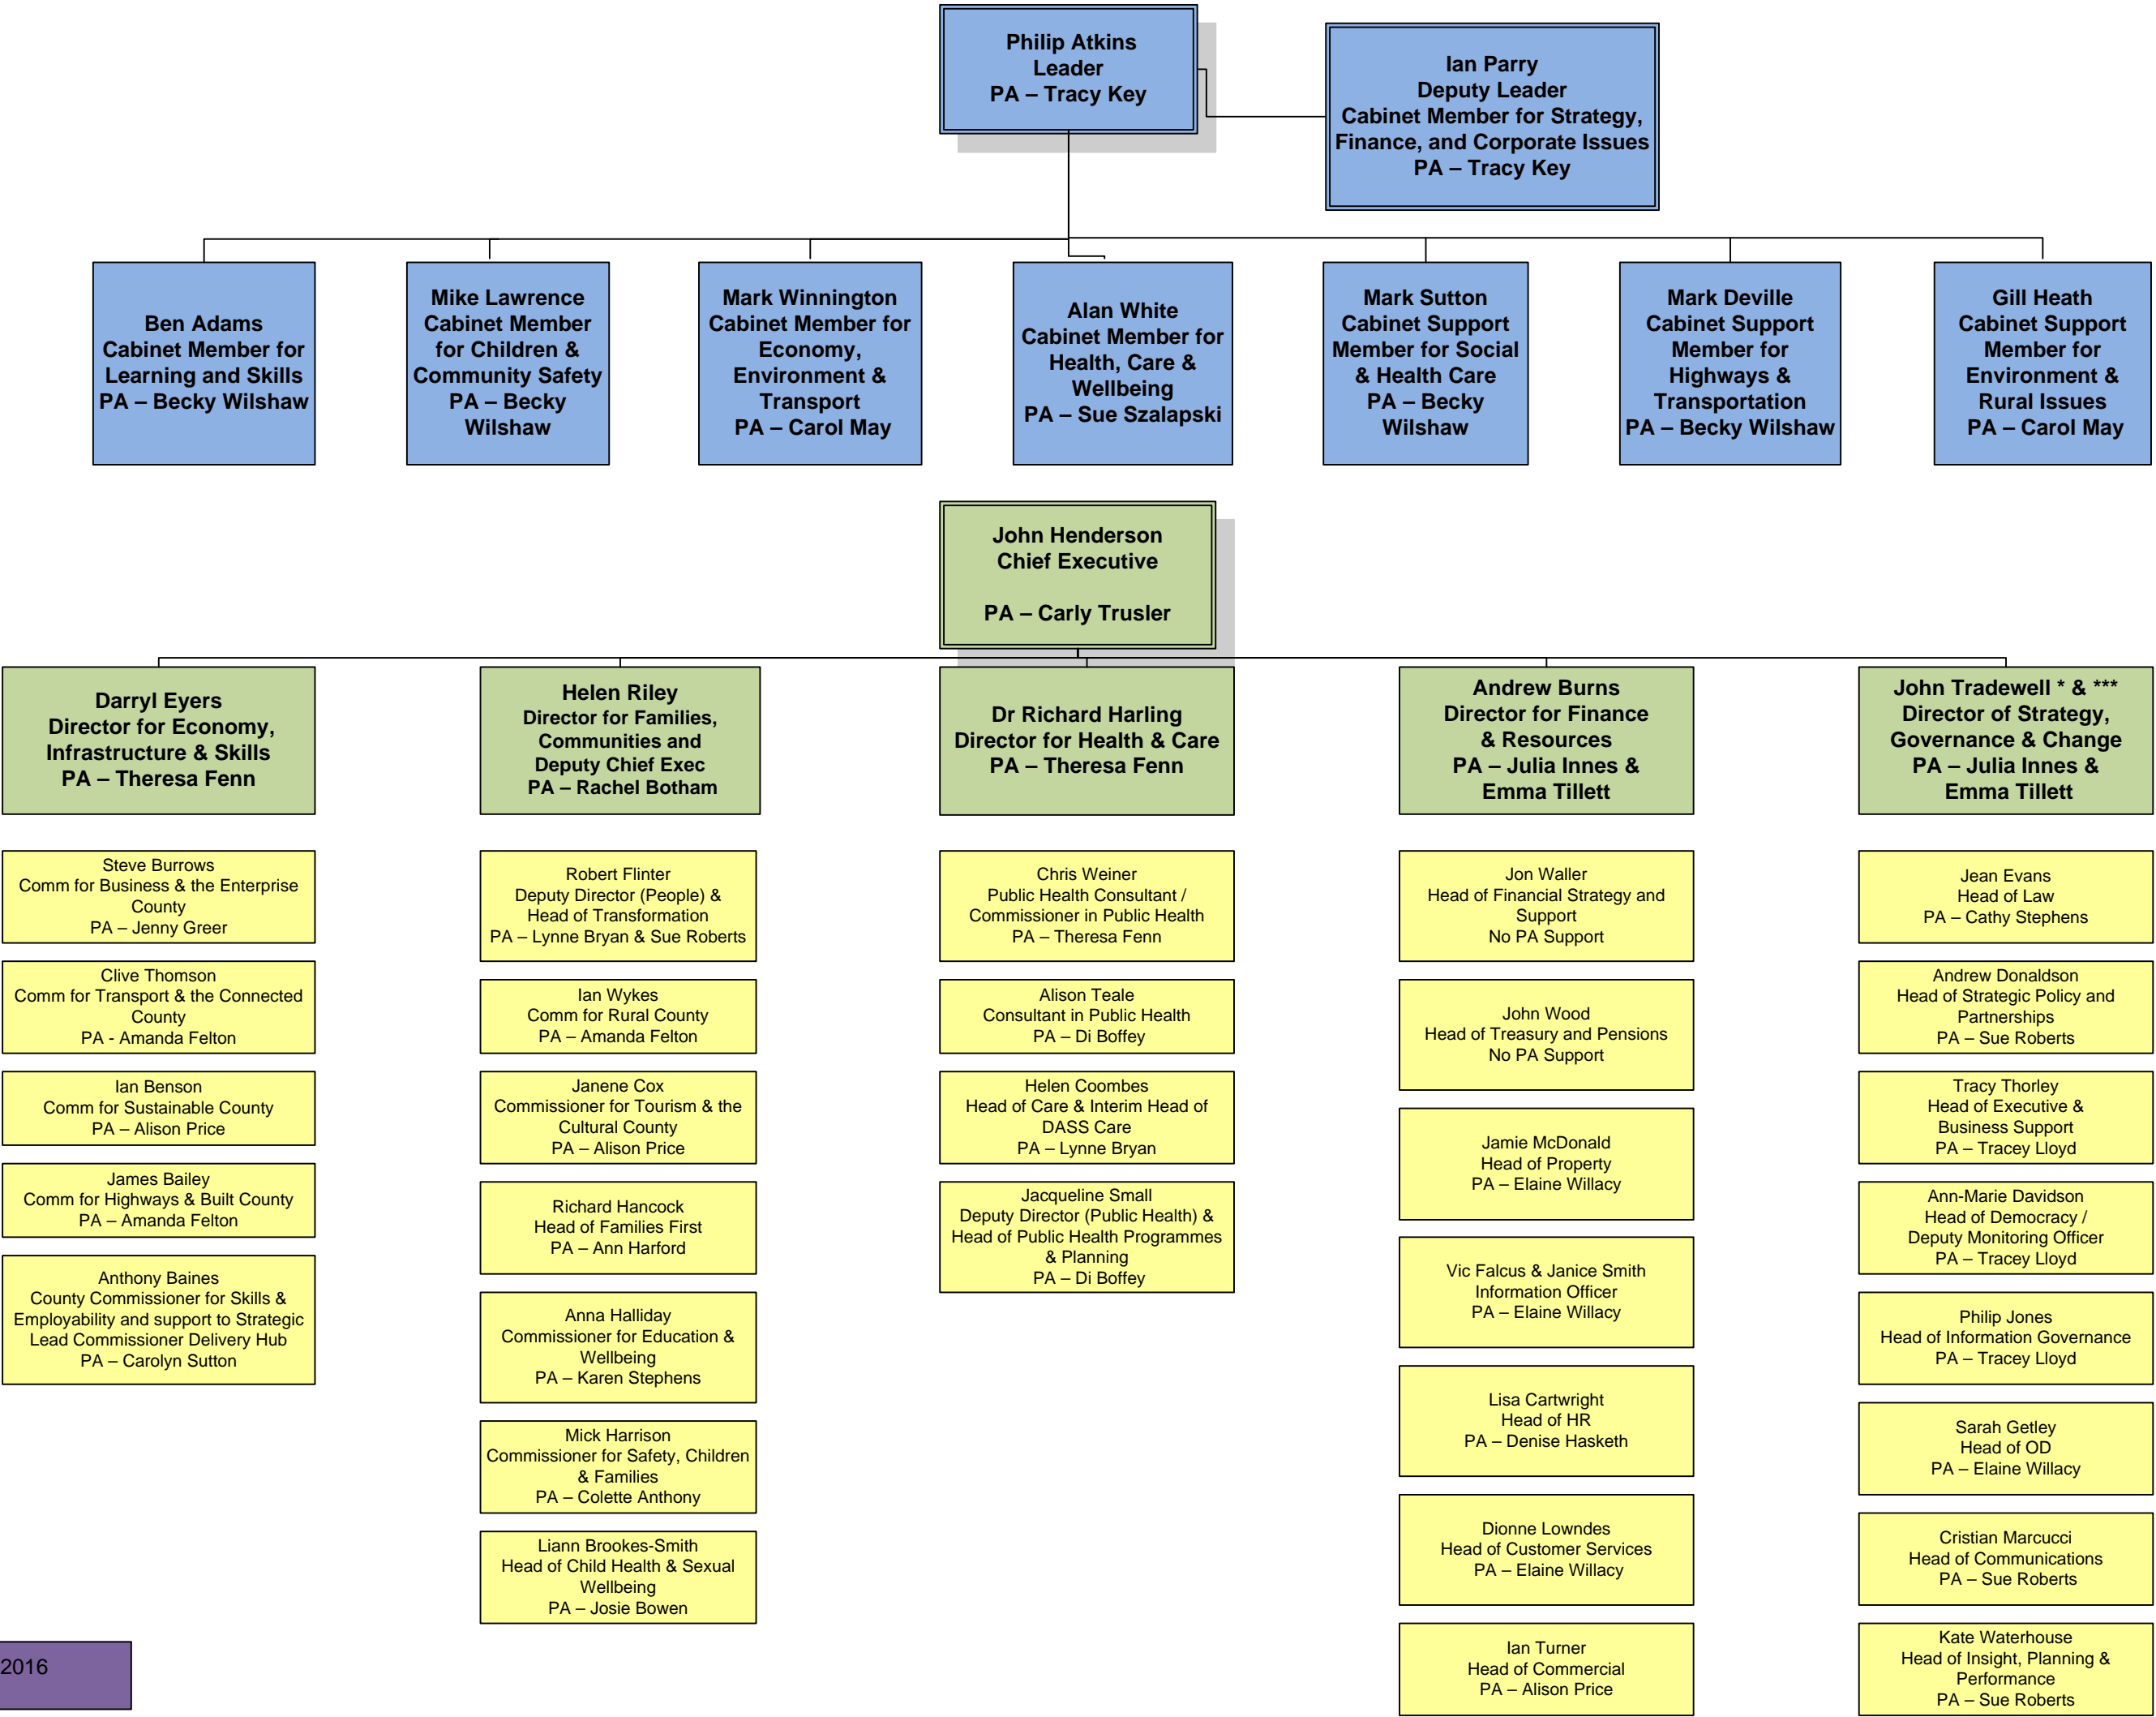 Philip Atkins
Leader
PA – Tracy Key
Ian Parry
Deputy Leader
Cabinet Member for Strategy,
Finance, and Corporate Issues
PA – Tracy Key
Ben Adams
Cabinet Member for
Learning and Skills
PA – Becky Wilshaw
Mike Lawrence
Cabinet Member
for Children &
Community Safety
PA – Becky
Wilshaw
Mark Winnington
Cabinet Member for
Economy,
Environment &
Transport
PA – Carol May
Alan White
Cabinet Member for
Health, Care &
Wellbeing
PA – Sue Szalapski
Mark Sutton
Cabinet Support
Member for Social
& Health Care
PA – Becky
Wilshaw
Mark Deville
Cabinet Support
Member for
Highways &
Transportation
PA – Becky Wilshaw
Gill Heath
Cabinet Support
Member for
Environment &
Rural Issues
PA – Carol May
John Henderson
Chief Executive
PA – Carly Trusler
Darryl Eyers
Director for Economy,
Infrastructure & Skills
PA – Theresa Fenn
Helen Riley
Director for Families,
Communities and
Deputy Chief Exec
PA – Rachel Botham
Dr Richard Harling
Director for Health & Care
PA – Theresa Fenn
Andrew Burns
Director for Finance
& Resources
PA – Julia Innes &
Emma Tillett
John Tradewell * & ***
Director of Strategy,
Governance & Change
PA – Julia Innes &
Emma Tillett
Steve Burrows
Comm for Business & the Enterprise
County
PA – Jenny Greer
Clive Thomson
Comm for Transport & the Connected
County
PA - Amanda Felton
Ian Benson
Comm for Sustainable County
PA – Alison Price
James Bailey
Comm for Highways & Built County
PA – Amanda Felton
Anthony Baines
County Commissioner for Skills &
Employability and support to Strategic
Lead Commissioner Delivery Hub
PA – Carolyn Sutton
Robert Flinter
Deputy Director (People) &
Head of Transformation
PA – Lynne Bryan & Sue Roberts
Ian Wykes
Comm for Rural County
PA – Amanda Felton
Janene Cox
Commissioner for Tourism & the
Cultural County
PA – Alison Price
Richard Hancock
Head of Families First
PA – Ann Harford
Anna Halliday
Commissioner for Education &
Wellbeing
PA – Karen Stephens
Mick Harrison
Commissioner for Safety, Children
& Families
PA – Colette Anthony
Liann Brookes-Smith
Head of Child Health & Sexual
Wellbeing
PA – Josie Bowen
Chris Weiner
Public Health Consultant /
Commissioner in Public Health
PA – Theresa Fenn
Alison Teale
Consultant in Public Health
PA – Di Boffey
Helen Coombes
Head of Care & Interim Head of
DASS Care
PA – Lynne Bryan
Jacqueline Small
Deputy Director (Public Health) &
Head of Public Health Programmes
& Planning
PA – Di Boffey
Jon Waller
Head of Financial Strategy and
Support
No PA Support
John Wood
Head of Treasury and Pensions
No PA Support
Jamie McDonald
Head of Property
PA – Elaine Willacy
Vic Falcus & Janice Smith
Information Officer
PA – Elaine Willacy
Lisa Cartwright
Head of HR
PA – Denise Hasketh
Dionne Lowndes
Head of Customer Services
PA – Elaine Willacy
Ian Turner
Head of Commercial
PA – Alison Price
Jean Evans
Head of Law
PA – Cathy Stephens
Andrew Donaldson
Head of Strategic Policy and
Partnerships
PA – Sue Roberts
Tracy Thorley
Head of Executive &
Business Support
PA – Tracey Lloyd
Ann-Marie Davidson
Head of Democracy /
Deputy Monitoring Officer
PA – Tracey Lloyd
Philip Jones
Head of Information Governance
PA – Tracey Lloyd
Sarah Getley
Head of OD
PA – Elaine Willacy
Cristian Marcucci
Head of Communications
PA – Sue Roberts
Kate Waterhouse
Head of Insight, Planning &
Performance
PA – Sue Roberts
2016